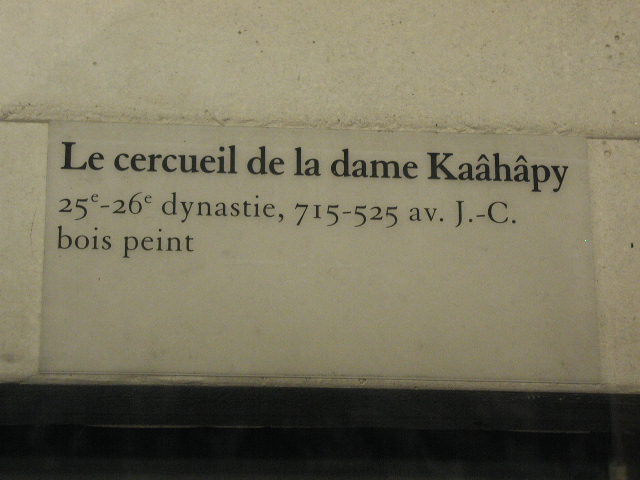 Le cercueil de la dame Kaâhâpy
25ᵉ-26ᵉ dynastie, 715-525 av. J.-C.
bois peint